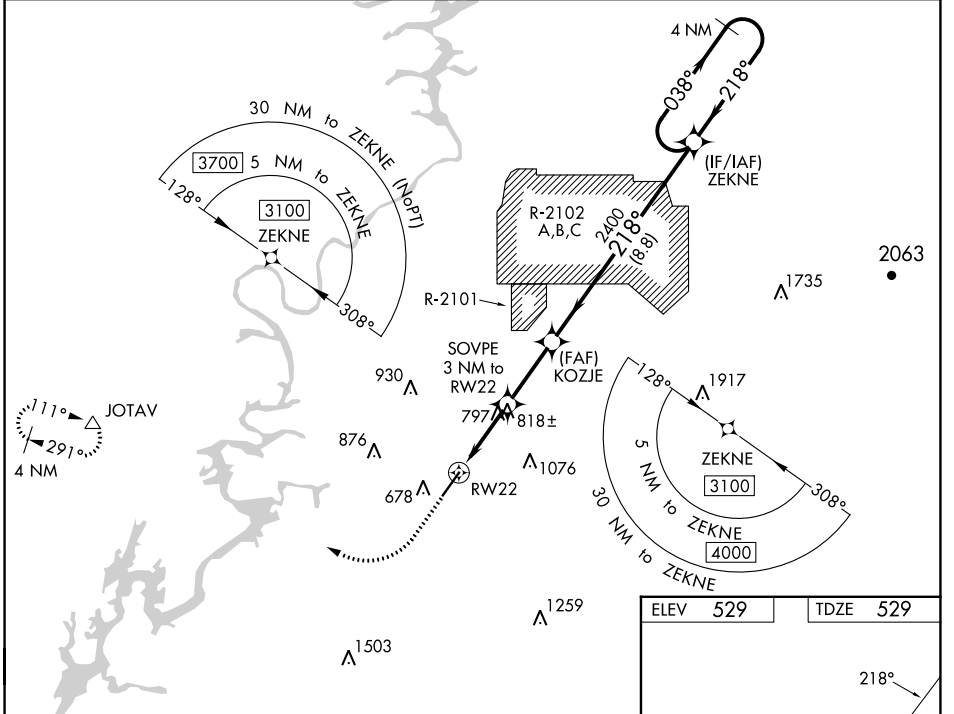 4 NM
038°
218°
(IF/IAF)
ZEKNE
30 NM to ZEKNE (NoPT)
3700
5 NM to ZEKNE
3100
ZEKNE
128°
308°
R-2102
A,B,C
2400
218°
(8.8)
2063
1735
R-2101
SOVPE
3 NM to
RW22
(FAF)
KOZJE
930
797
818±
128°
1917
111°
JOTAV
291°
4 NM
876
1076
678
RW22
ZEKNE
3100
308°
5 NM to ZEKNE
4000
30 NM to ZEKNE
1259
1503
ELEV 529
TDZE 529
218°